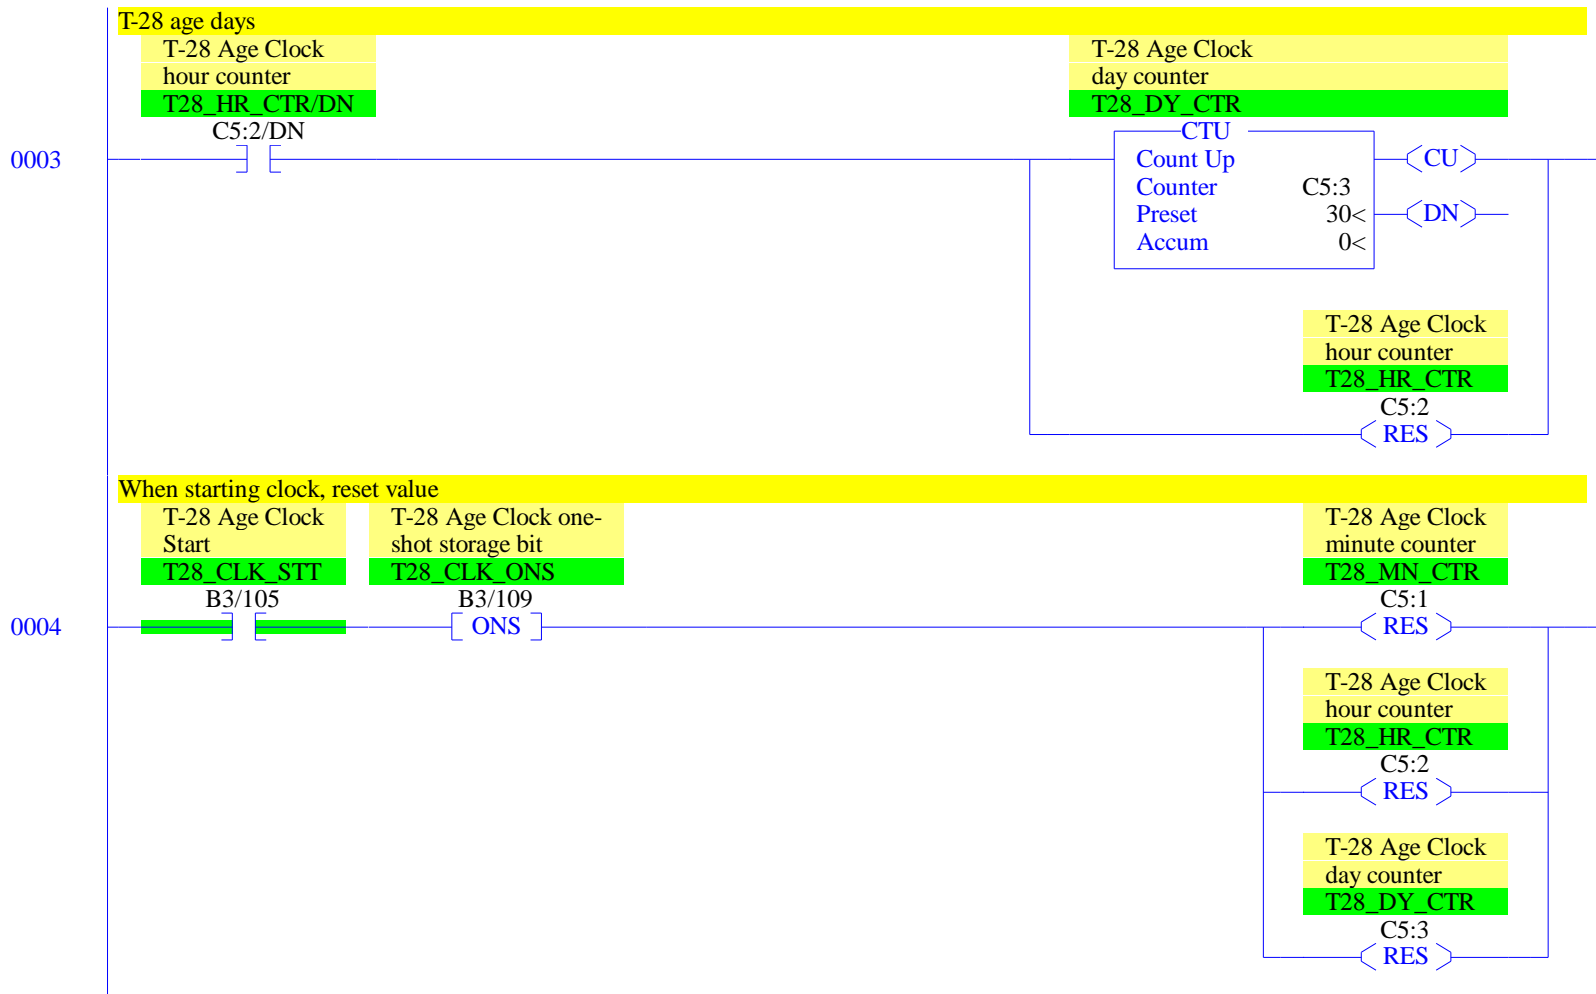 T-28 age days
T-28 Age Clock
hour counter
T28_HR_CTR/DN
C5:2/DN
T-28 Age Clock
day counter
T28_DY_CTR
0003
CTU
Count Up
Counter C5:3
Preset 30<
Accum 0<
CU
DN
T-28 Age Clock
hour counter
T28_HR_CTR
C5:2
RES
When starting clock, reset value
T-28 Age Clock
Start
T28_CLK_STT
B3/105
T-28 Age Clock one-
shot storage bit
T28_CLK_ONS
B3/109
T-28 Age Clock
minute counter
T28_MN_CTR
C5:1
0004
ONS
RES
T-28 Age Clock
hour counter
T28_HR_CTR
C5:2
RES
T-28 Age Clock
day counter
T28_DY_CTR
C5:3
RES